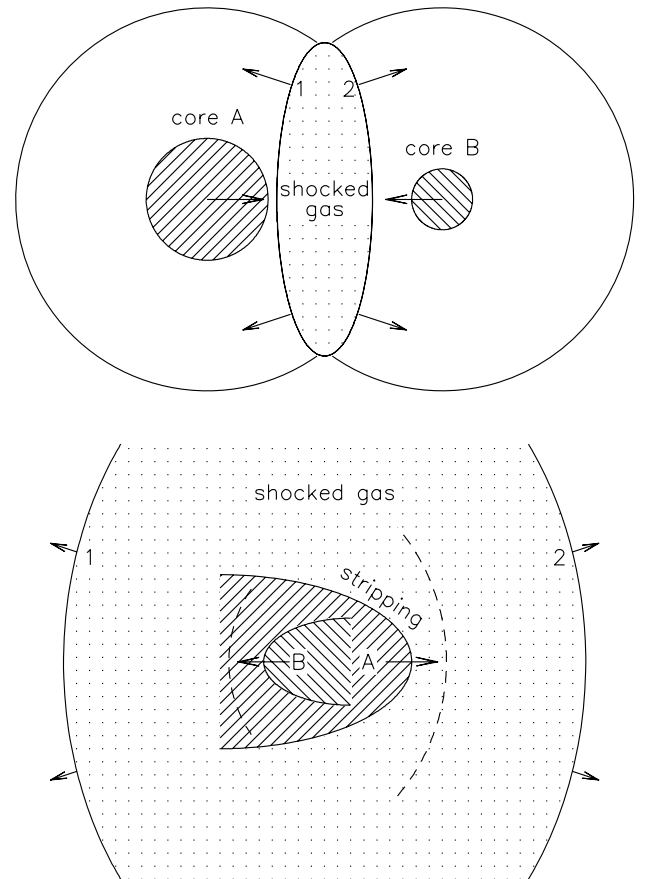 1 2
core A
core B
shocked
gas
shocked gas
1 2
stripping
B A